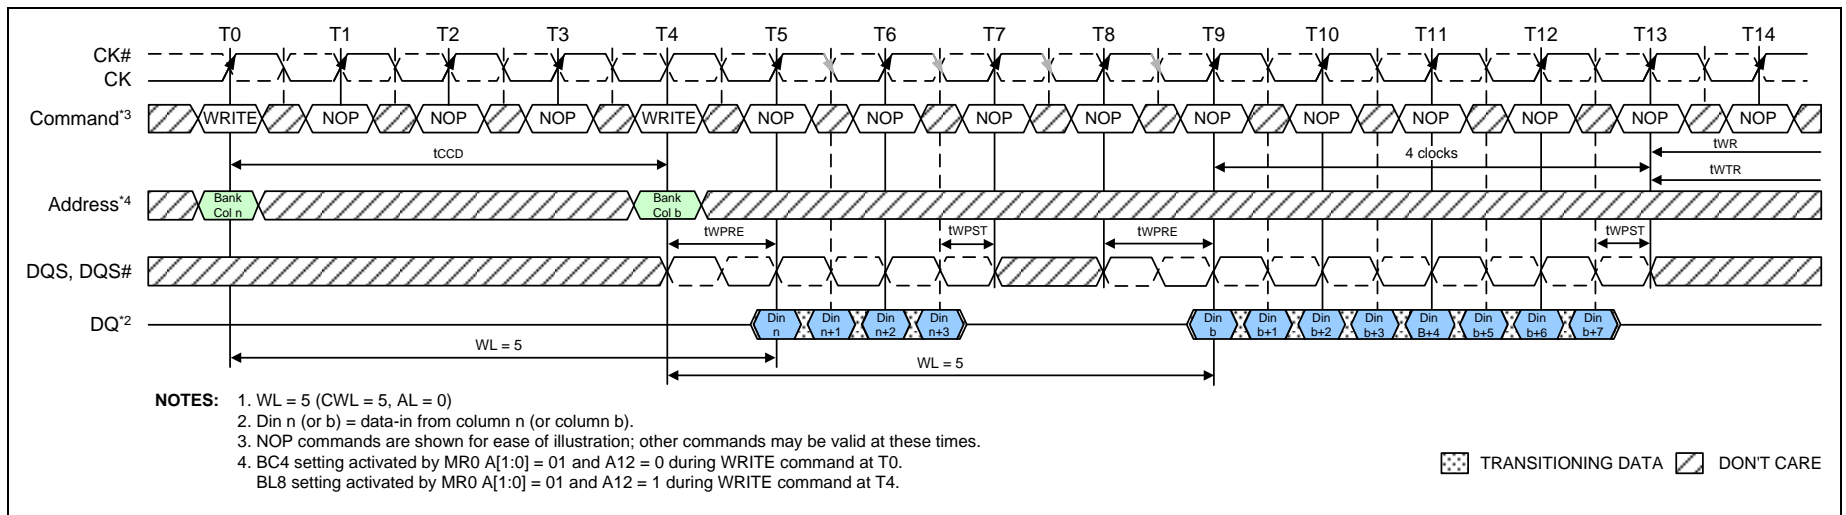 T0 T1 T2 T3 T4 T5 T6 T7 T8 T9 T10 T11 T12 T13 T14
CK#
CK
Command*3 WRITE NOP NOP NOP WRITE NOP NOP NOP NOP NOP NOP NOP NOP NOP NOP
tCCD 4 clocks tWR
tWTR
Address*4 Bank Col n Bank Col b
tWPRE tWPST tWPRE tWPST
DQS, DQS#
DQ*2 Din n Din n+1 Din n+2 Din n+3 Din b Din b+1 Din b+2 Din b+3 Din B+4 Din b+5 Din b+6 Din b+7
WL = 5
WL = 5
NOTES: 1. WL = 5 (CWL = 5, AL = 0)
2. Din n (or b) = data-in from column n (or column b).
3. NOP commands are shown for ease of illustration; other commands may be valid at these times.
4. BC4 setting activated by MR0 A[1:0] = 01 and A12 = 0 during WRITE command at T0.
BL8 setting activated by MR0 A[1:0] = 01 and A12 = 1 during WRITE command at T4.
TRANSITIONING DATA DON'T CARE